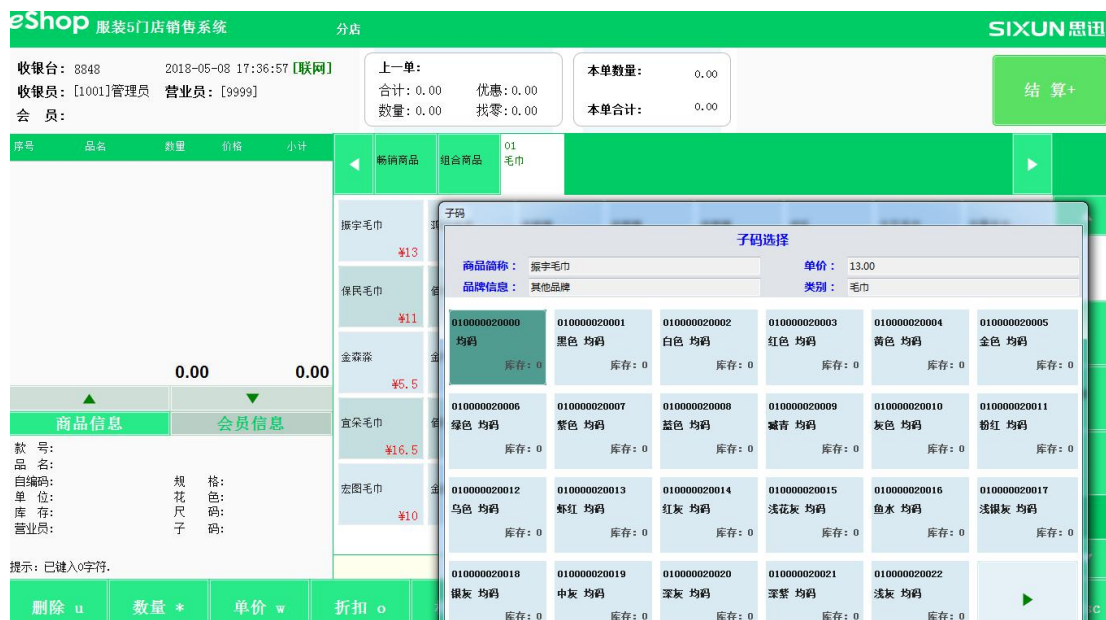 eShop 服装5门店销售系统
分店
SIXUN思迅
收银台: 8848 2018-05-08 17:36:57 [联网]
收银员: [1001]管理员 营业员: [9999]
会 员:
上一单:
合计: 0.00 优惠: 0.00
数量: 0.00 找零: 0.00
本单数量: 0.00
本单合计: 0.00
结 算+
序号 品名 数量 价格 小计
畅销商品 组合商品 01 毛巾
振宇毛巾
¥13
保民毛巾
¥11
金霖淼
¥5.5
宜朵毛巾
¥16.5
宏图毛巾
¥10
0.00 0.00
商品信息 会员信息
款 号:
品 名:
自编码: 规 格:
单 位: 花 色:
库 存: 尺 码:
营业员: 子 码:
提示: 已键入0字符.
删除 u 数量 * 单价 w 折扣 o
子码
子码选择
商品简称: 振宇毛巾 单价: 13.00
品牌信息: 其他品牌 类别: 毛巾
010000020000 010000020001 010000020002 010000020003 010000020004 010000020005
均码 黑色 均码 白色 均码 红色 均码 黄色 均码 金色 均码
库存: 0 库存: 0 库存: 0 库存: 0 库存: 0 库存: 0
010000020006 010000020007 010000020008 010000020009 010000020010 010000020011
绿色 均码 紫色 均码 蓝色 均码 藏青 均码 灰色 均码 粉红 均码
库存: 0 库存: 0 库存: 0 库存: 0 库存: 0 库存: 0
010000020012 010000020013 010000020014 010000020015 010000020016 010000020017
乌色 均码 虾红 均码 红灰 均码 浅花灰 均码 鱼水 均码 浅银灰 均码
库存: 0 库存: 0 库存: 0 库存: 0 库存: 0 库存: 0
010000020018 010000020019 010000020020 010000020021 010000020022
银灰 均码 中灰 均码 深灰 均码 深紫 均码 浅灰 均码
库存: 0 库存: 0 库存: 0 库存: 0 库存: 0